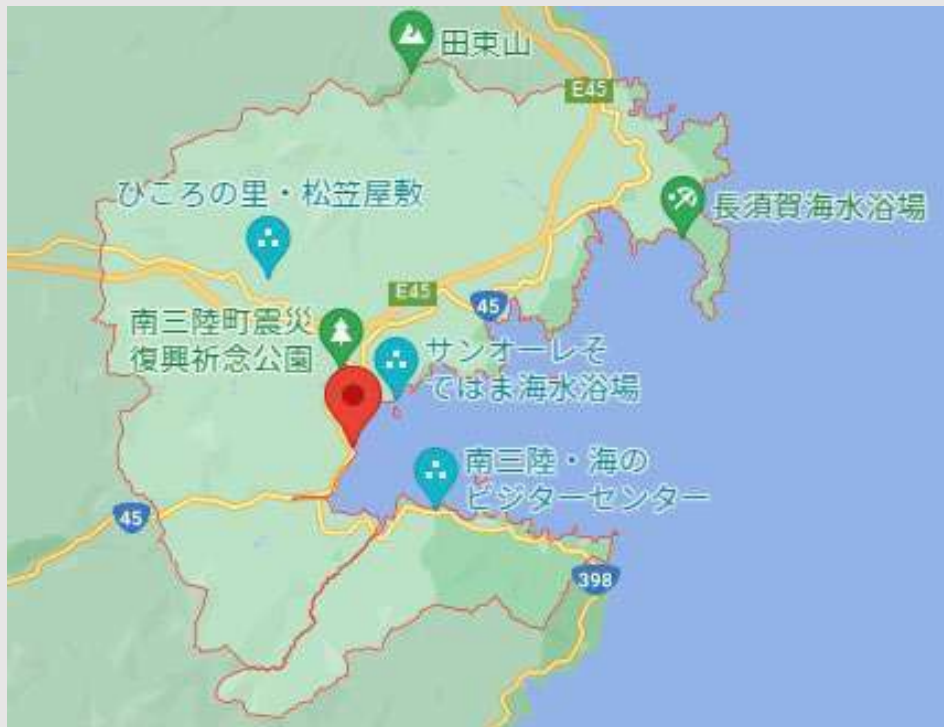 田束山
E45
ひころの里・松笠屋敷
長須賀海水浴場
E45
45
南三陸町震災
復興祈念公園
サンオーレそ
ではま海水浴場
南三陸・海の
ビジターセンター
45
398